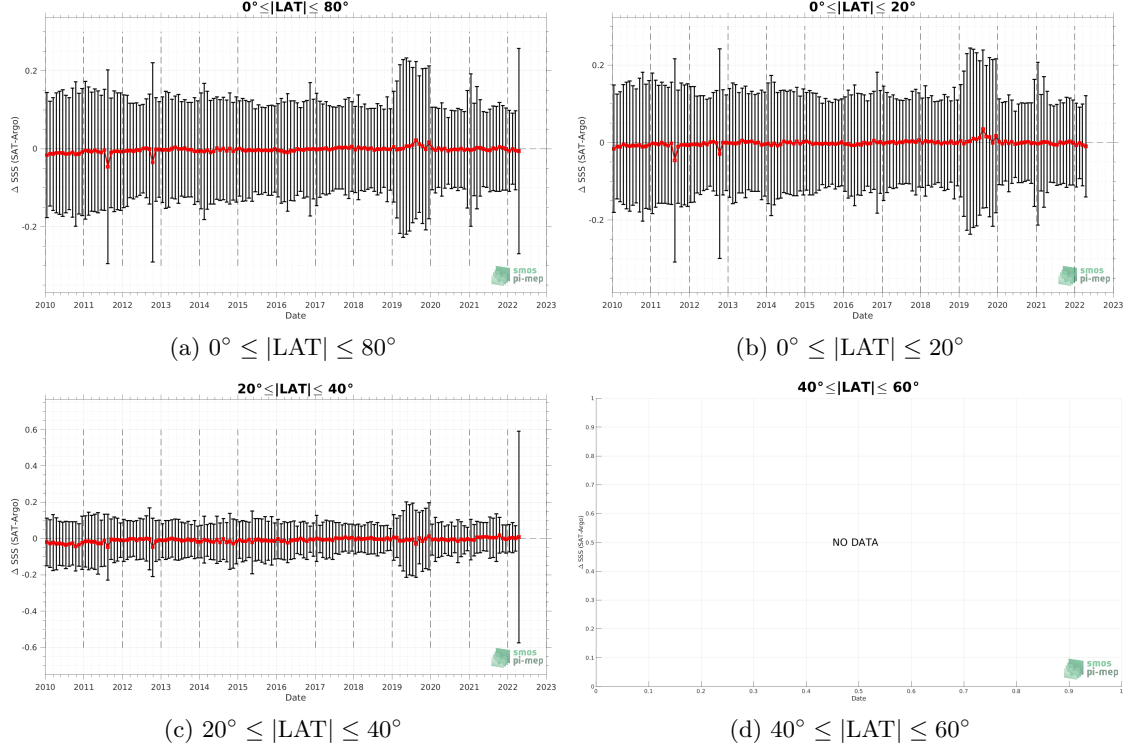 0°≤|LAT|≤ 80°
0.2
0
-0.2
Δ SSS (SAT-Argo)
2010 2011 2012 2013 2014 2015 2016 2017 2018 2019 2020 2021 2022 2023
Date
smos
pi-mep
(a) 0° ≤ |LAT| ≤ 80°
0°≤|LAT|≤ 20°
0.2
0
-0.2
Δ SSS (SAT-Argo)
2010 2011 2012 2013 2014 2015 2016 2017 2018 2019 2020 2021 2022 2023
Date
smos
pi-mep
(b) 0° ≤ |LAT| ≤ 20°
20°≤|LAT|≤ 40°
0.6
0.4
0.2
0
-0.2
-0.4
-0.6
Δ SSS (SAT-Argo)
2010 2011 2012 2013 2014 2015 2016 2017 2018 2019 2020 2021 2022 2023
Date
smos
pi-mep
(c) 20° ≤ |LAT| ≤ 40°
40°≤|LAT|≤ 60°
1
0.9
0.8
0.7
0.6
0.5
0.4
0.3
0.2
0.1
0
Δ SSS (SAT-Argo)
NO DATA
0 0.1 0.2 0.3 0.4 0.5 0.6 0.7 0.8 0.9 1
Date
smos
pi-mep
(d) 40° ≤ |LAT| ≤ 60°